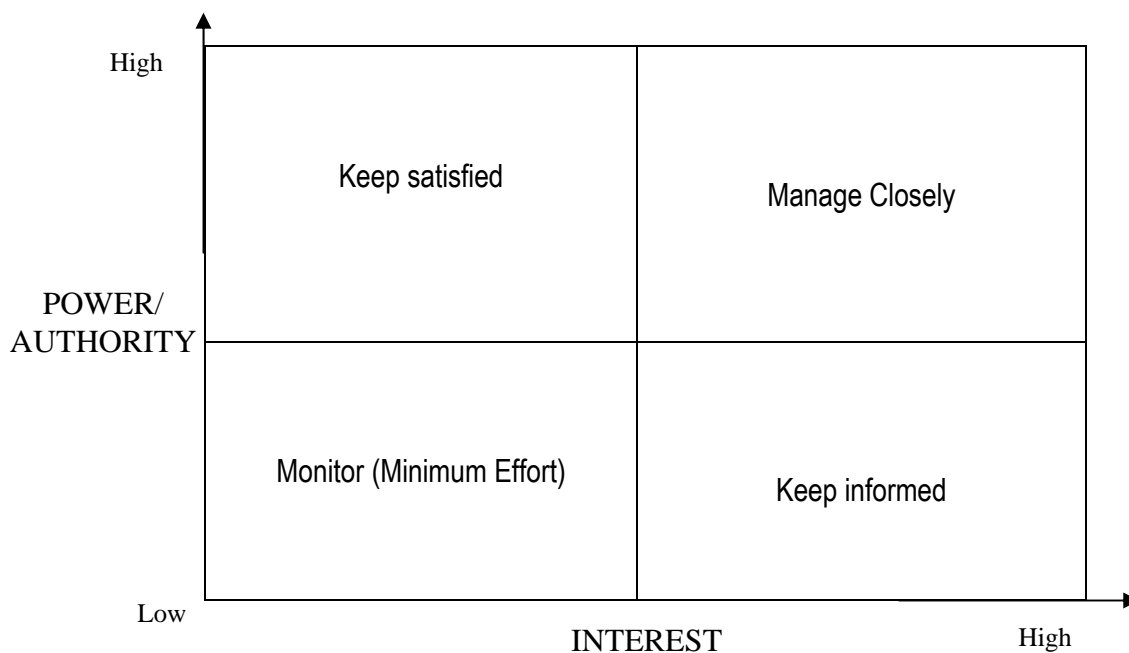 High
Keep satisfied
Manage Closely
POWER/
AUTHORITY
Monitor (Minimum Effort)
Keep informed
Low
INTEREST
High